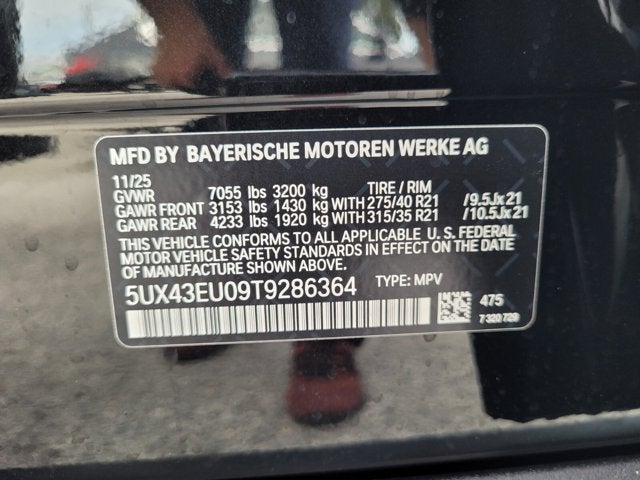 MFD BY BAYERISCHE MOTOREN WERKE AG
11/25
GVWR 7055 lbs 3200 kg TIRE / RIM
GAWR FRONT 3153 lbs 1430 kg WITH 275/40 R21 /9.5Jx21
GAWR REAR 4233 lbs 1920 kg WITH 315/35 R21 /10.5Jx21
THIS VEHICLE CONFORMS TO ALL APPLICABLE U. S. FEDERAL
MOTOR VEHICLE SAFETY STANDARDS IN EFFECT ON THE DATE
OF MANUFACTURE SHOWN ABOVE.
5UX43EU09T9286364 TYPE: MPV
475
7 320 729